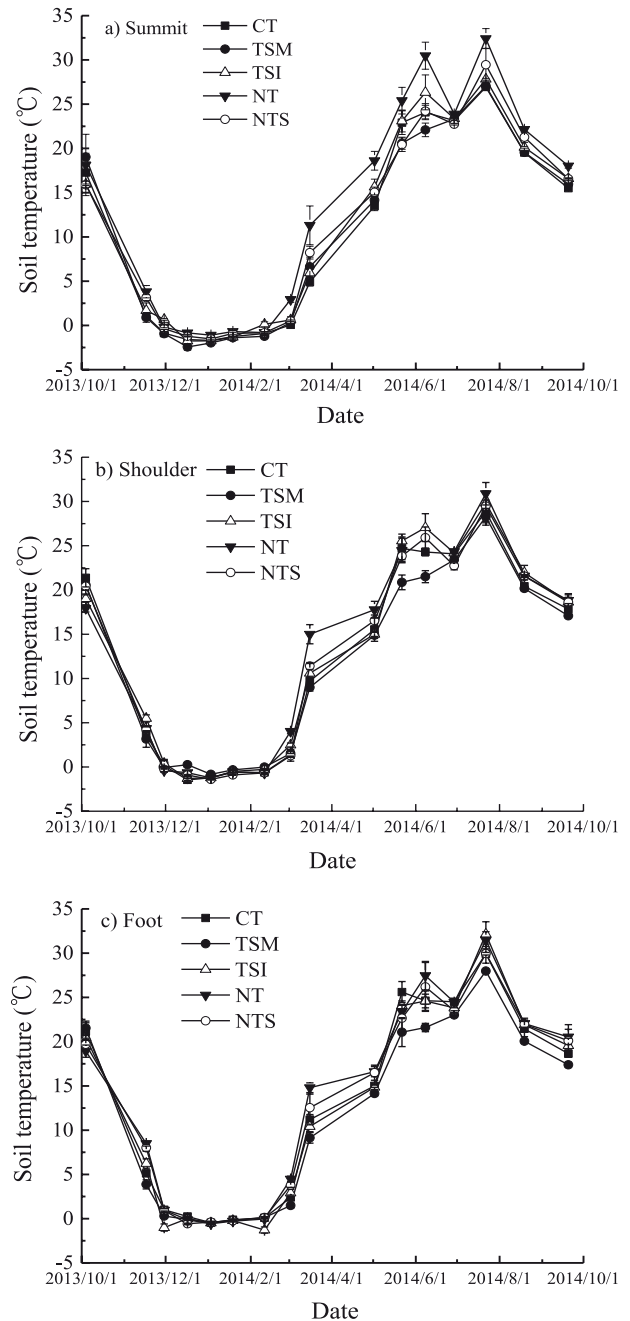 a) Summit
CT
TSM
TSI
NT
NTS
35
30
25
20
15
10
5
0
-5
Soil temperature (℃)
2013/10/1 2013/12/1 2014/2/1 2014/4/1 2014/6/1 2014/8/1 2014/10/1
Date
b) Shoulder
CT
TSM
TSI
NT
NTS
35
30
25
20
15
10
5
0
-5
Soil temperature (℃)
2013/10/1 2013/12/1 2014/2/1 2014/4/1 2014/6/1 2014/8/1 2014/10/1
Date
c) Foot
CT
TSM
TSI
NT
NTS
35
30
25
20
15
10
5
0
-5
Soil temperature (℃)
2013/10/1 2013/12/1 2014/2/1 2014/4/1 2014/6/1 2014/8/1 2014/10/1
Date